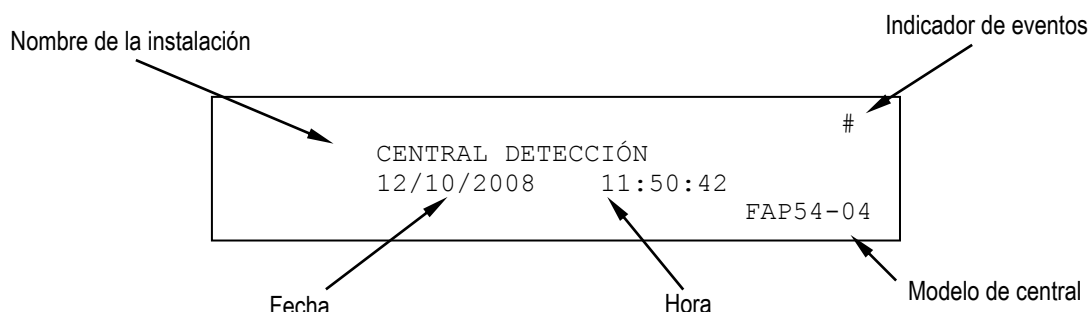 Indicador de eventos
Nombre de la instalación
#
CENTRAL DETECCIÓN
12/10/2008 11:50:42
FAP54-04
Modelo de central
Fecha
Hora